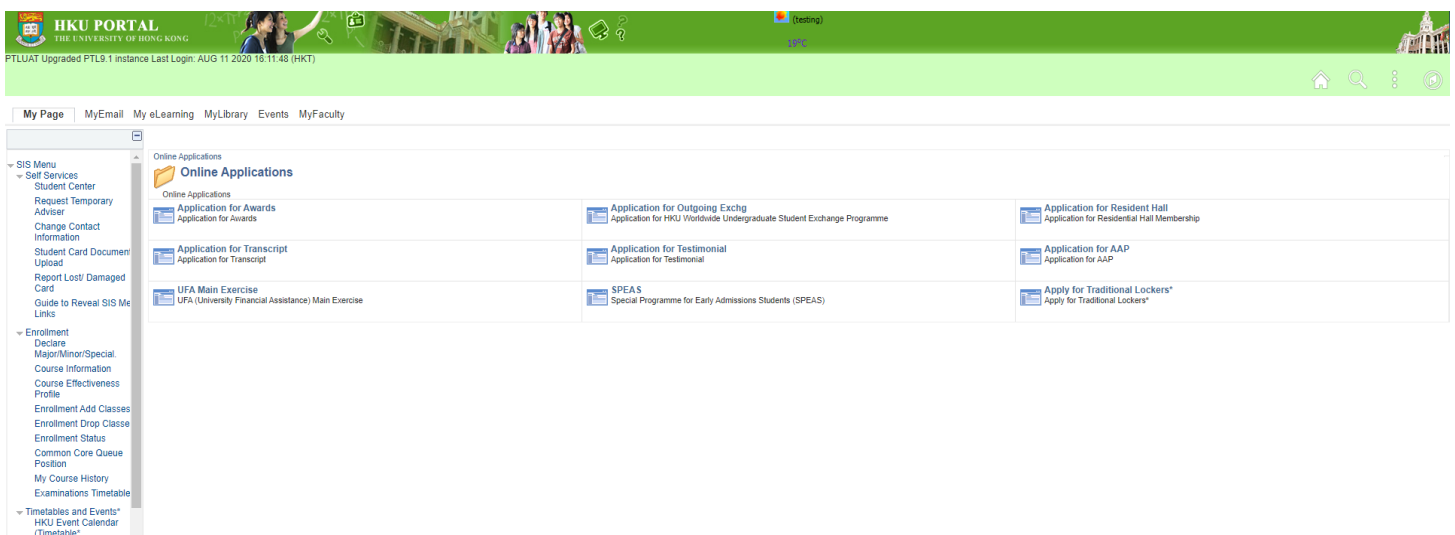 HKU PORTAL
THE UNIVERSITY OF HONG KONG
(testing)
19°C
PTLUAT Upgraded PTL9.1 instance Last Login: AUG 11 2020 16:11:48 (HKT)
My Page MyEmail My eLearning MyLibrary Events MyFaculty
SIS Menu
Self Services
Student Center
Request Temporary
Adviser
Change Contact
Information
Student Card Document
Upload
Report Lost/ Damaged
Card
Guide to Reveal SIS Me
Links
Enrollment
Declare
Major/Minor/Special.
Course Information
Course Effectiveness
Profile
Enrollment Add Classes
Enrollment Drop Classe
Enrollment Status
Common Core Queue
Position
My Course History
Examinations Timetable
Timetables and Events*
HKU Event Calendar
(Timetable*
Online Applications
Online Applications
Online Applications
Application for Awards
Application for Awards
Application for Outgoing Exchg
Application for HKU Worldwide Undergraduate Student Exchange Programme
Application for Resident Hall
Application for Residential Hall Membership
Application for Transcript
Application for Transcript
Application for Testimonial
Application for Testimonial
Application for AAP
Application for AAP
UFA Main Exercise
UFA (University Financial Assistance) Main Exercise
SPEAS
Special Programme for Early Admissions Students (SPEAS)
Apply for Traditional Lockers*
Apply for Traditional Lockers*